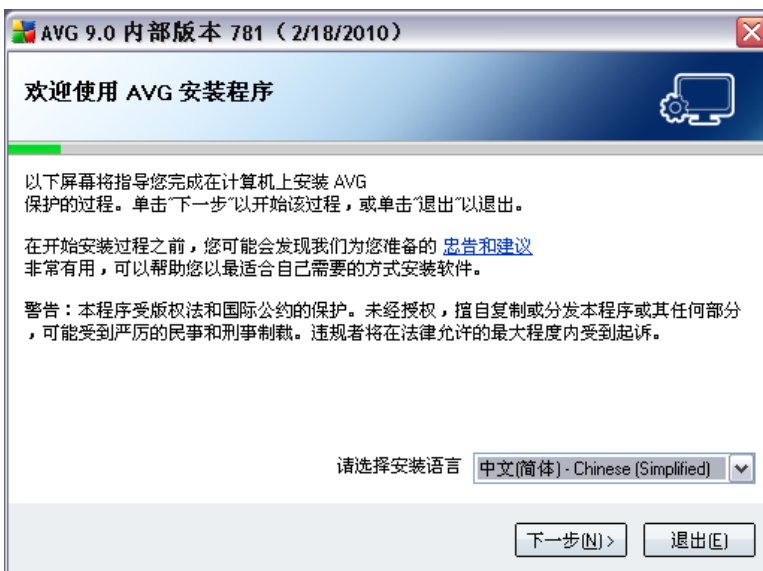 AVG 9.0 内部版本 781（2/18/2010）
欢迎使用 AVG 安装程序
以下屏幕将指导您完成在计算机上安装 AVG
保护的过程。单击“下一步”以开始该过程，或单击“退出”以退出。
在开始安装过程之前，您可能会发现我们为您准备的 忠告和建议
非常有用，可以帮助您以最适合自己需要的方式安装软件。
警告：本程序受版权法和国际公约的保护。未经授权，擅自复制或分发本程序或其任何部分
，可能受到严厉的民事和刑事制裁。违规者将在法律允许的最大程度内受到起诉。
请选择安装语言 中文(简体) - Chinese (Simplified)
下一步(N) > 退出(E)